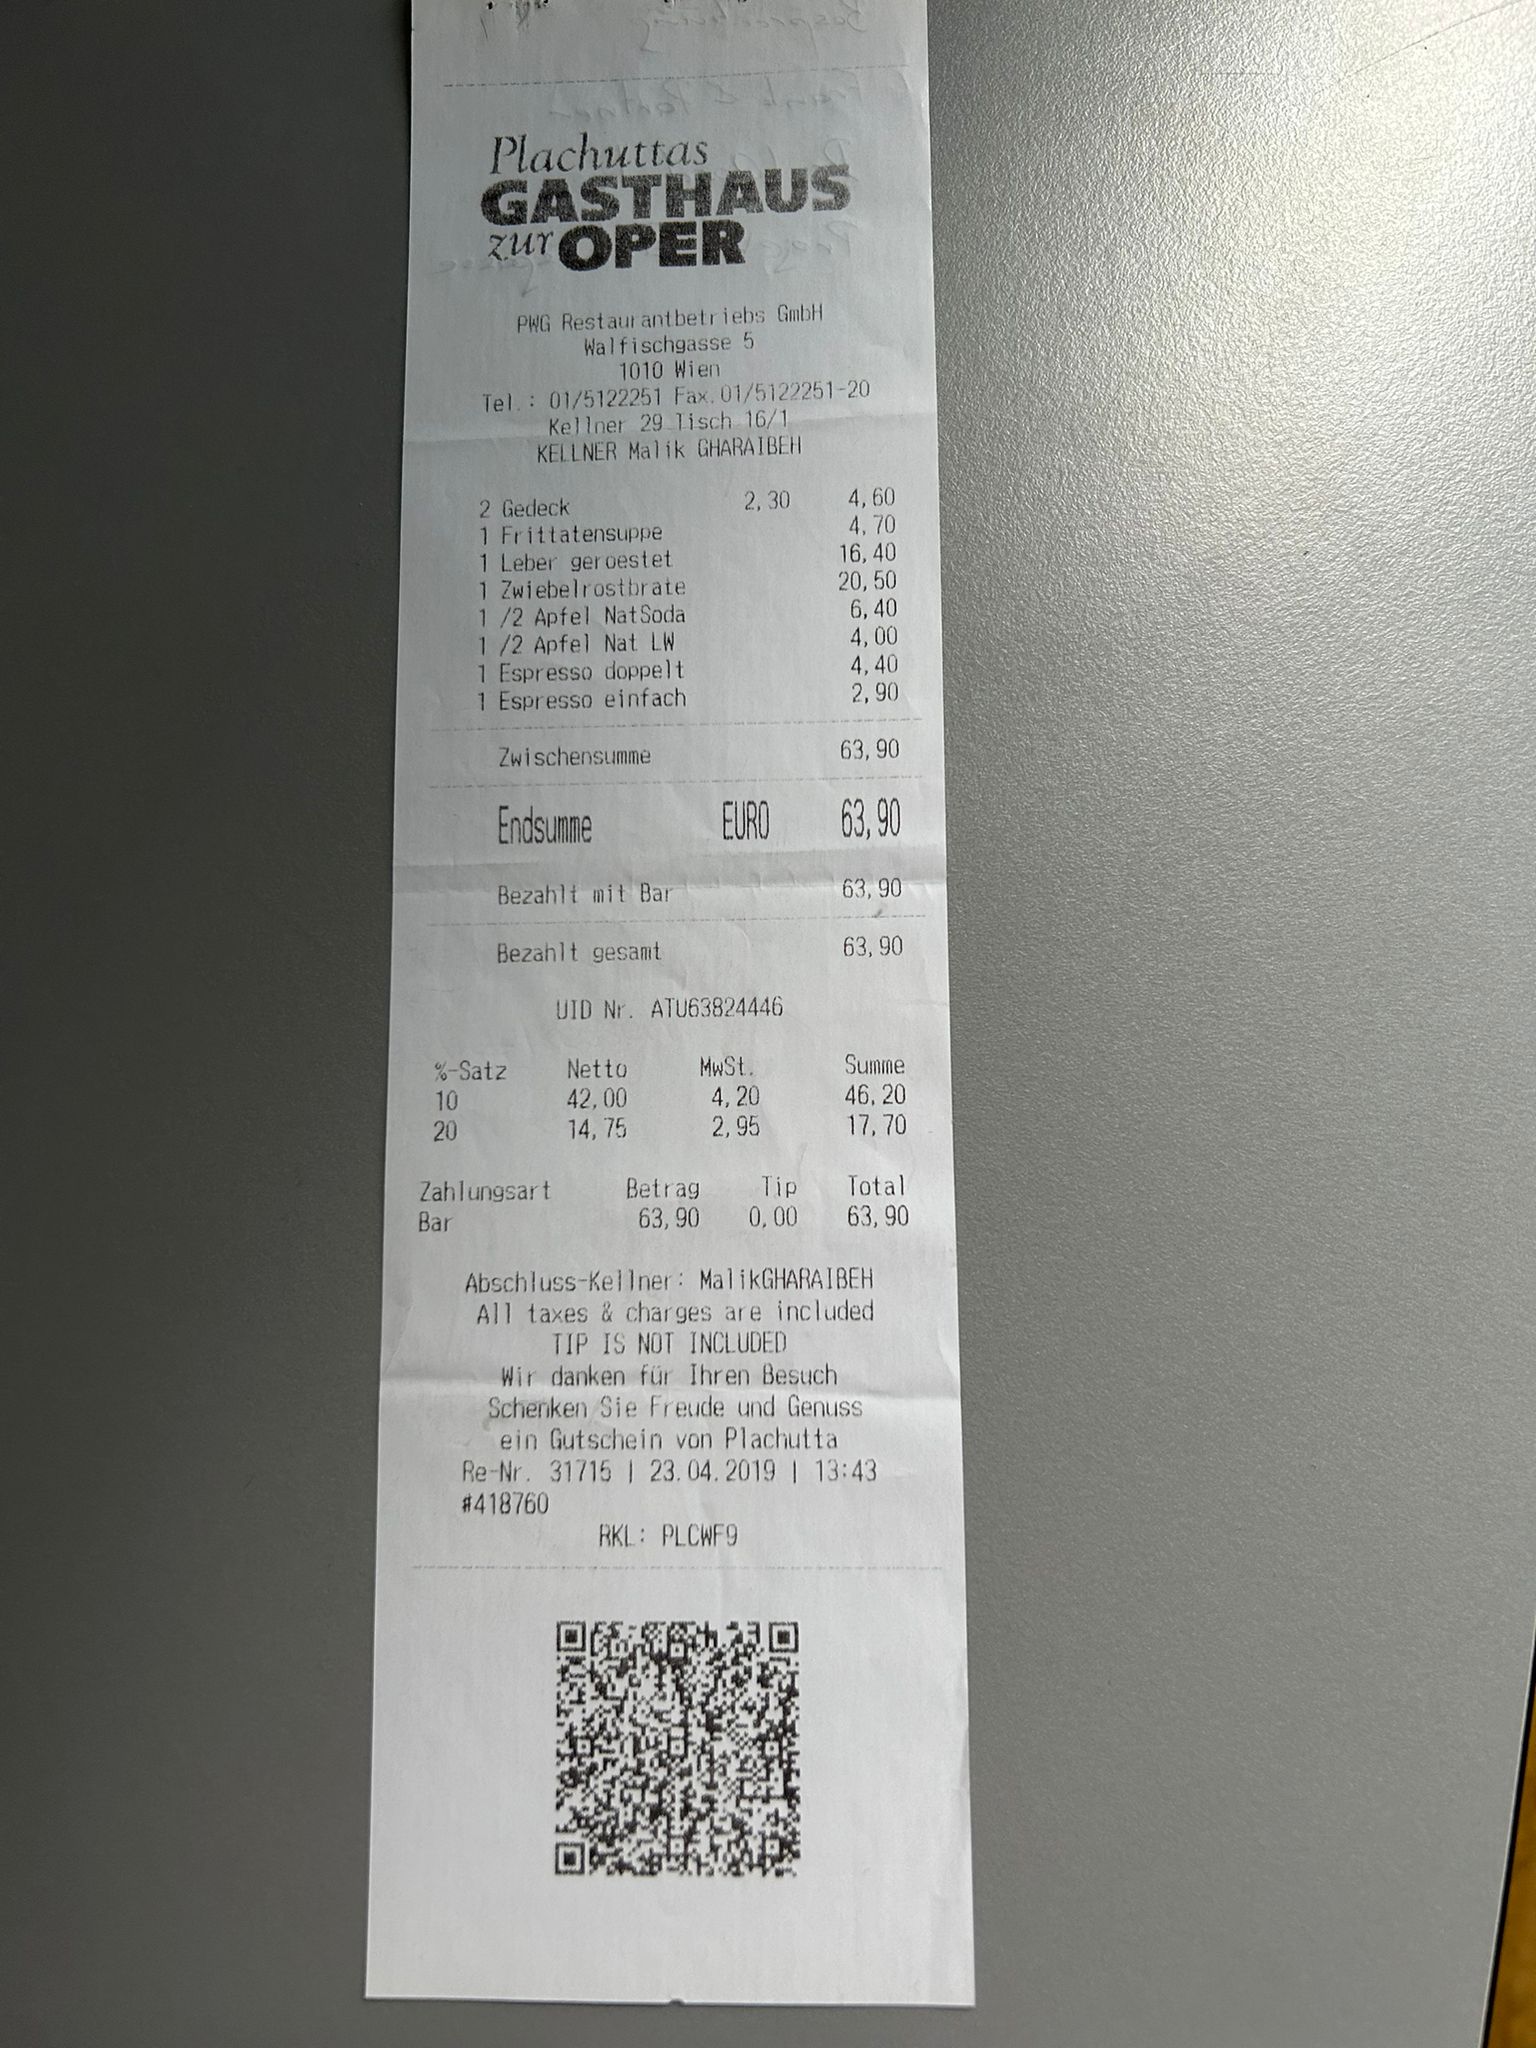 Plachuttas
GASTHAUS
zur OPER
PWG Restaurantbetriebs GmbH
Walfischgasse 5
1010 Wien
Tel.: 01/5122251 Fax.01/5122251-20
Kellner 29 Tisch 16/1
KELLNER Malik GHARAIBEH
2 Gedeck 2,30 4,60
1 Frittatensuppe 4,70
1 Leber geroestet 16,40
1 Zwiebelrostbrate 20,50
1 /2 Apfel NatSoda 6,40
1 /2 Apfel Nat LW 4,00
1 Espresso doppelt 4,40
1 Espresso einfach 2,90
Zwischensumme 63,90
Endsumme EURO 63,90
Bezahlt mit Bar 63,90
Bezahlt gesamt 63,90
UID Nr. ATU63824446
%-Satz Netto MwSt. Summe
10 42,00 4,20 46,20
20 14,75 2,95 17,70
Zahlungsart Betrag Tip Total
Bar 63,90 0,00 63,90
Abschluss-Kellner: MalikGHARAIBEH
All taxes & charges are included
TIP IS NOT INCLUDED
Wir danken für Ihren Besuch
Schenken Sie Freude und Genuss
ein Gutschein von Plachutta
Re-Nr. 31715 | 23.04.2019 | 13:43
#418760
RKL: PLCWF9